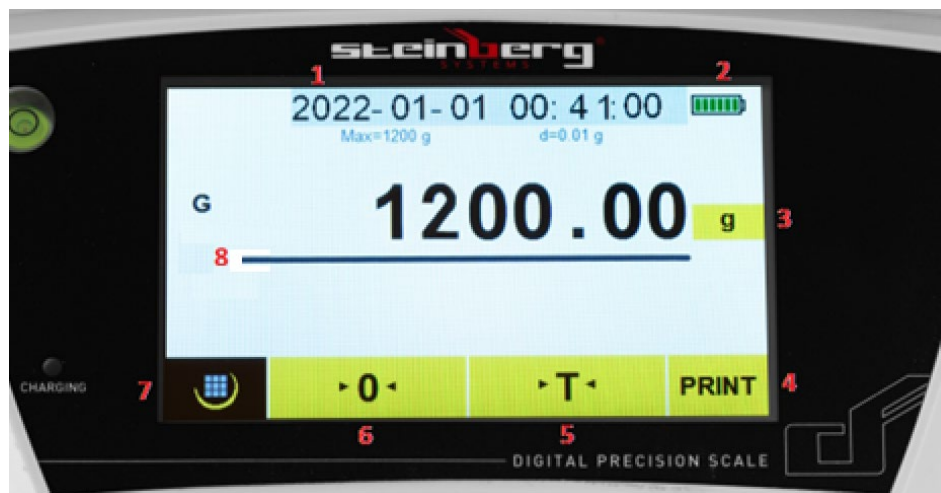 steinberg
SYSTEMS
1
2
2022-01-01 00:41:00
Max=1200 g d=0.01 g
G 1200.00 g 3
8
CHARGING
7
►0◄ ►T◄ PRINT 4
6 5
DIGITAL PRECISION SCALE